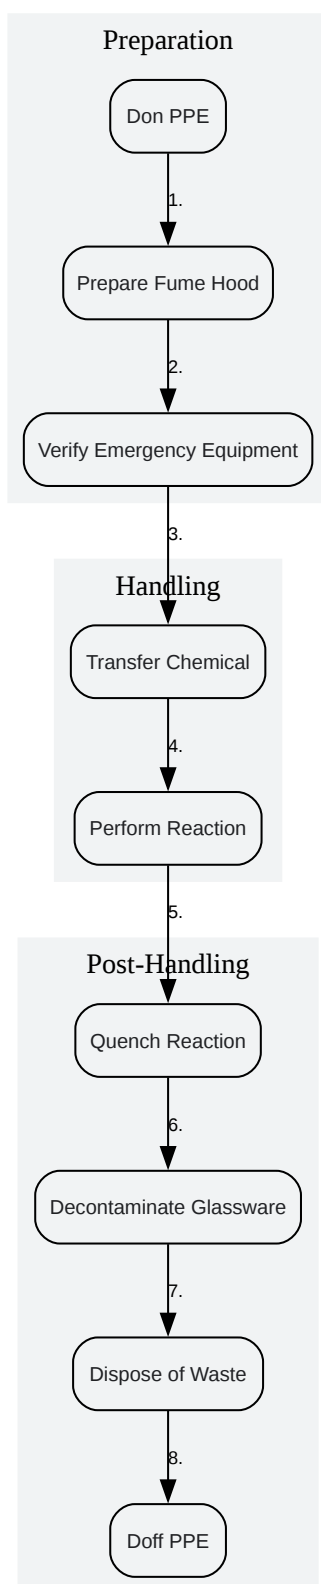 Preparation
Don PPE
1.
Prepare Fume Hood
2.
Verify Emergency Equipment
3.
Handling
Transfer Chemical
4.
Perform Reaction
5.
Post-Handling
Quench Reaction
6.
Decontaminate Glassware
7.
Dispose of Waste
8.
Doff PPE